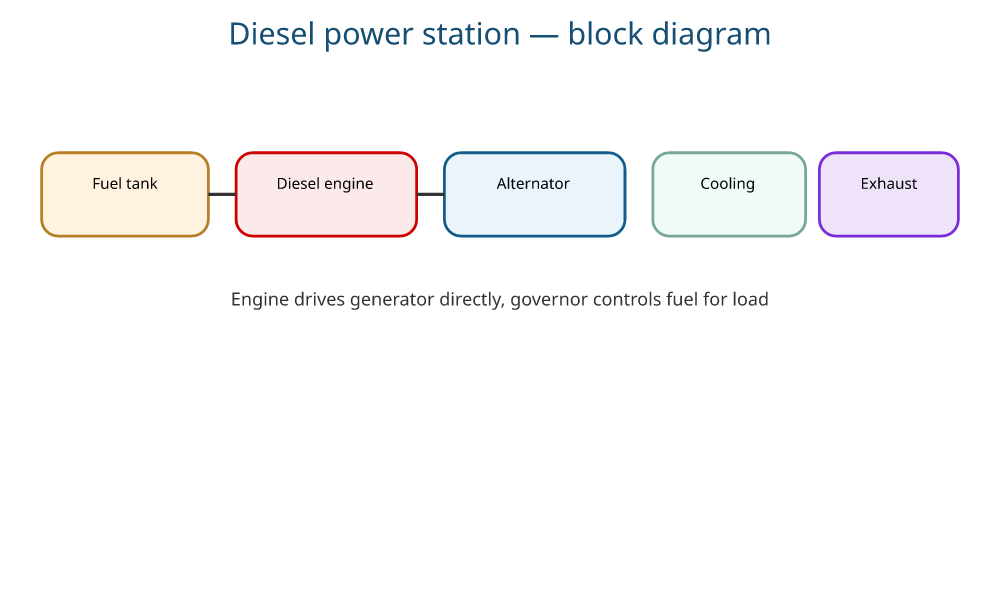 Diesel power station — block diagram
Fuel tank
Diesel engine
Alternator
Cooling
Exhaust
Engine drives generator directly, governor controls fuel for load